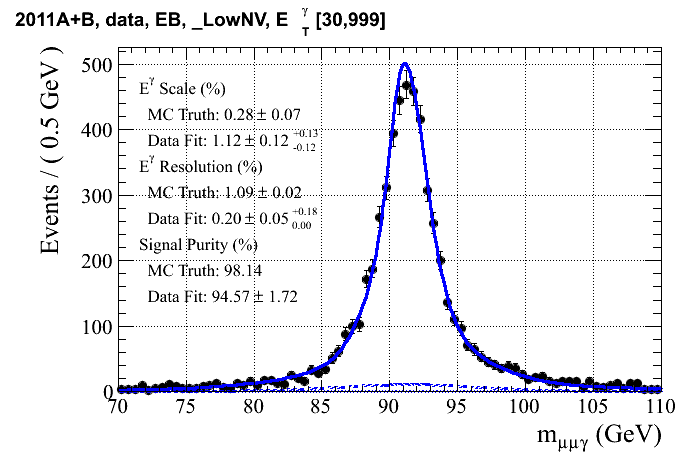 2011A+B, data, EB, _LowNV, E γ T [30,999]
Events / ( 0.5 GeV )
500
400
300
200
100
0
E^γ Scale (%)
MC Truth: 0.28 ± 0.07
Data Fit: 1.12 ± 0.12 +0.13 -0.12
E^γ Resolution (%)
MC Truth: 1.09 ± 0.02
Data Fit: 0.20 ± 0.05 +0.18 0.00
Signal Purity (%)
MC Truth: 98.14
Data Fit: 94.57 ± 1.72
70 75 80 85 90 95 100 105 110
m_μμγ (GeV)